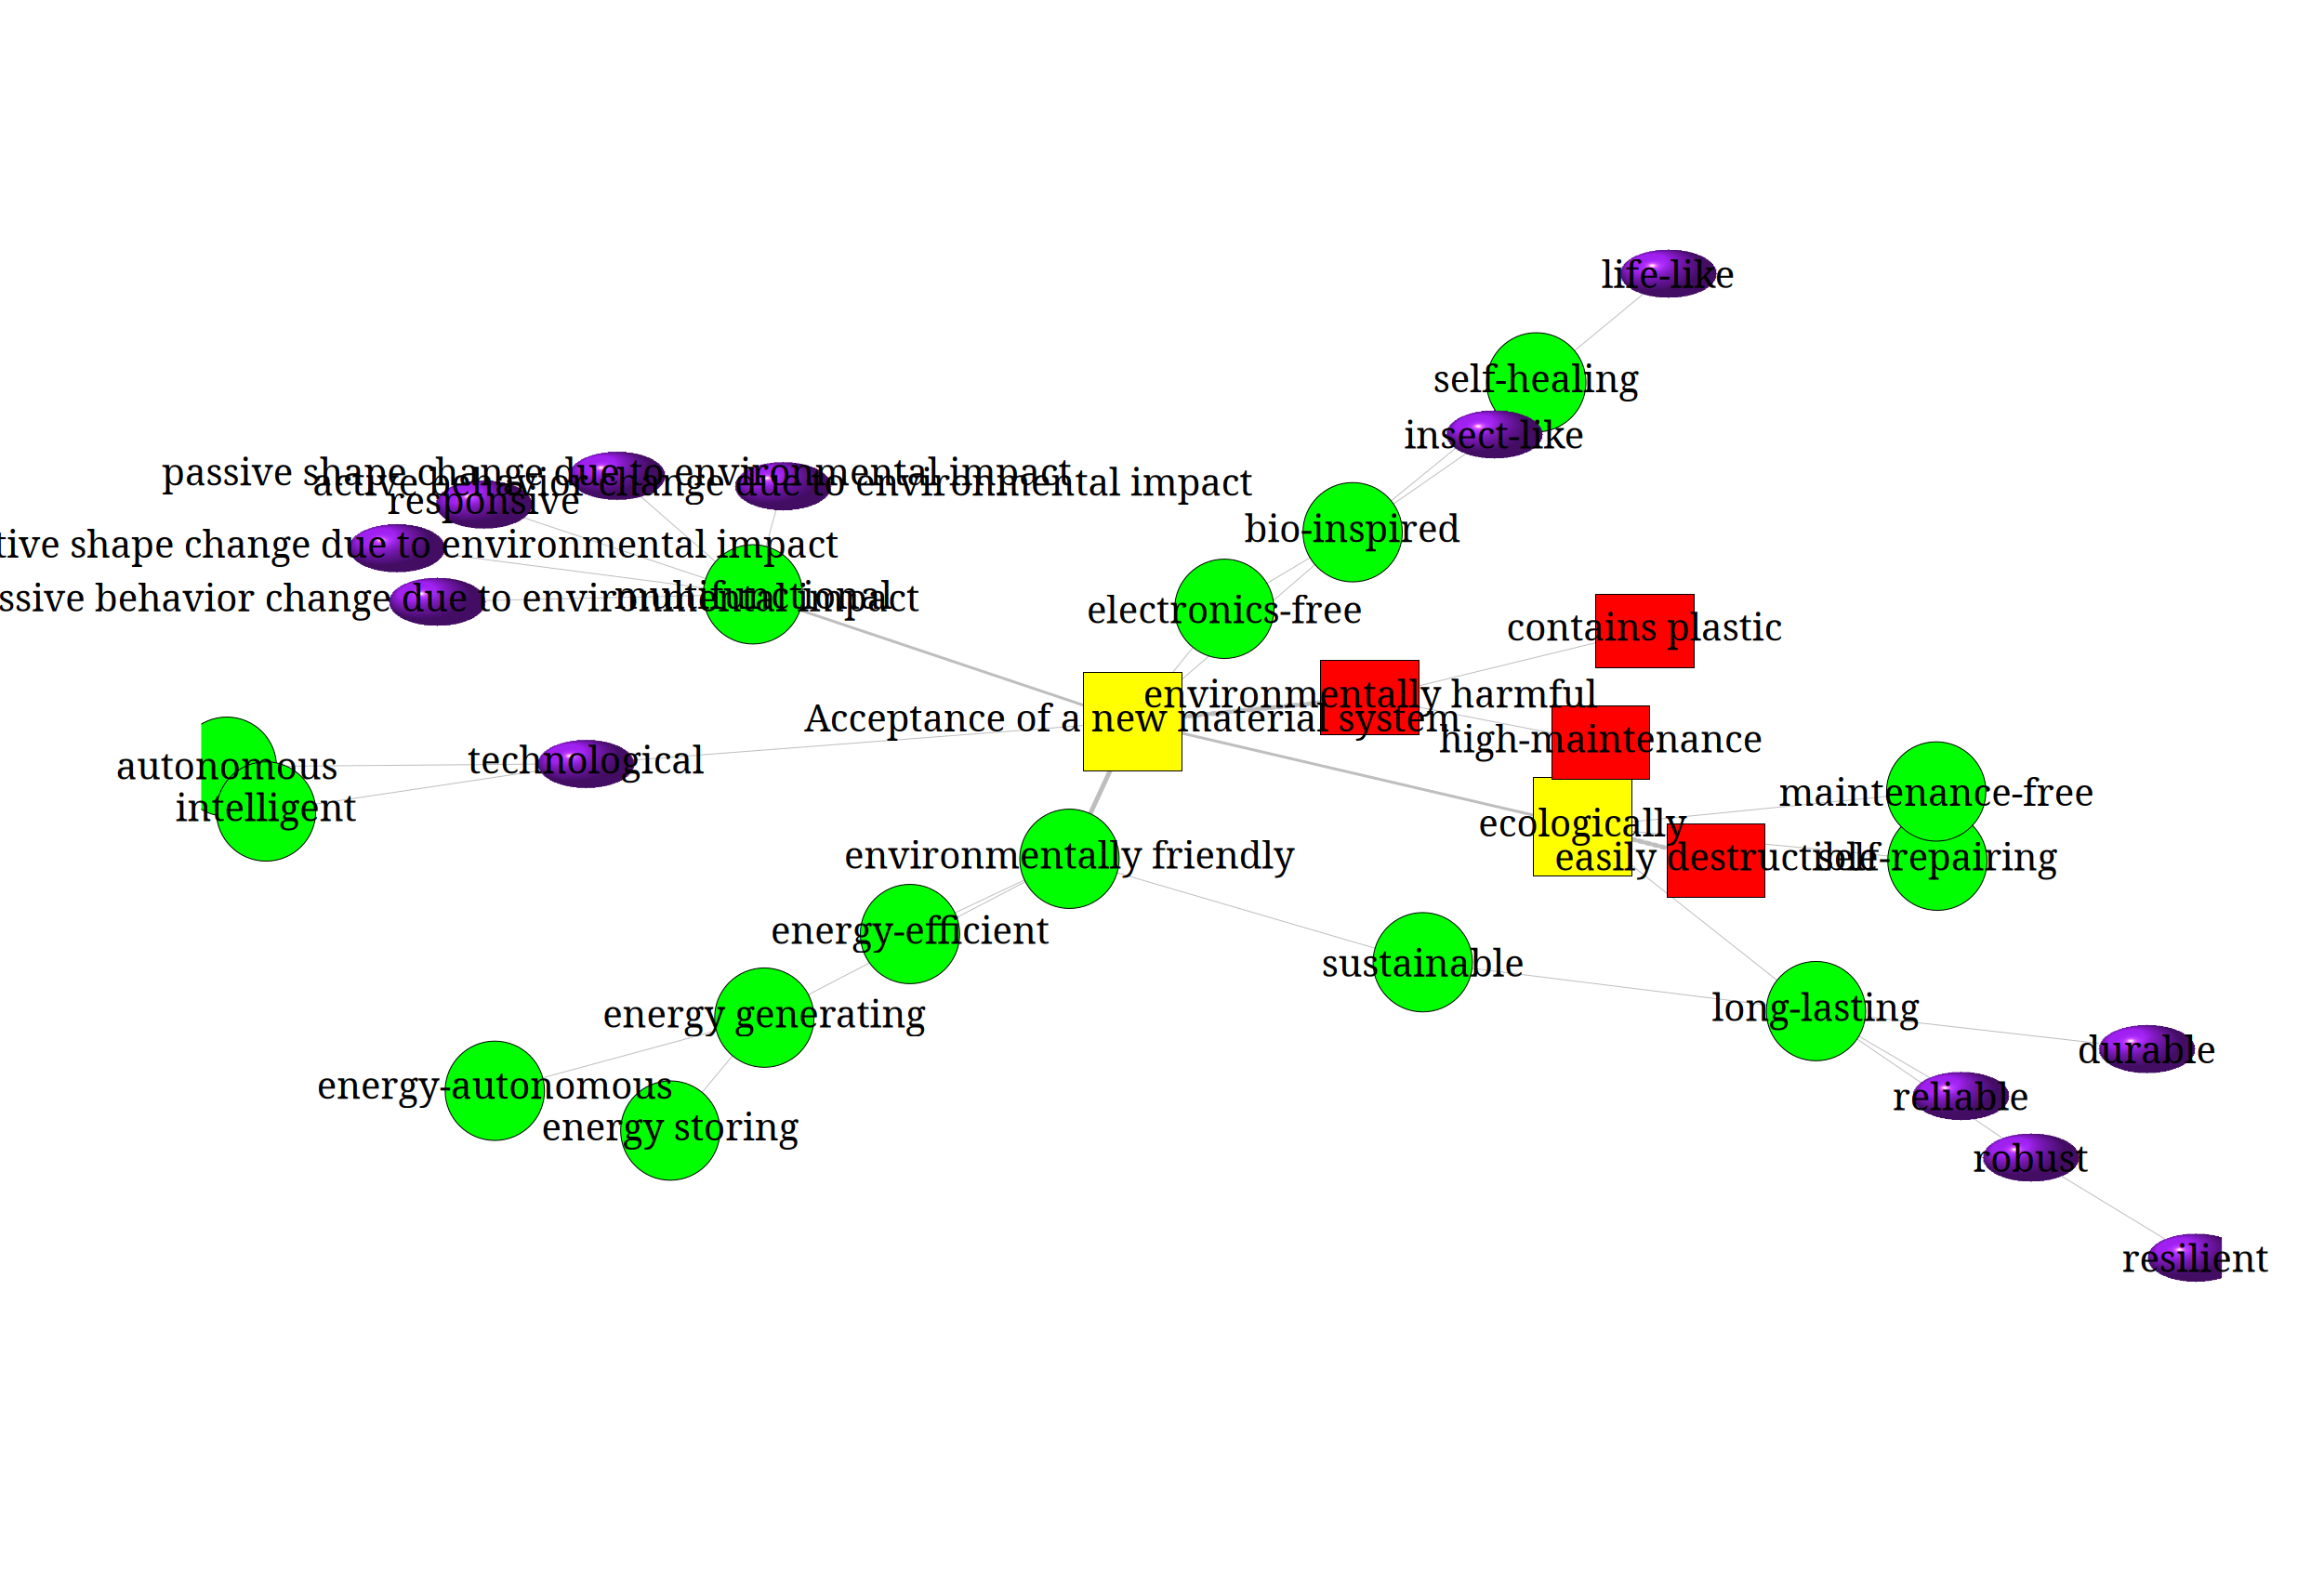 life-like
self-healing
insect-like
passive shape change due to environmental impact
active behavior change due to environmental impact
responsive
bio-inspired
tive shape change due to environmental impact
ssive behavior change due to environmental impact
multifunctional
electronics-free
contains plastic
environmentally harmful
Acceptance of a new material system
high-maintenance
technological
autonomous
maintenance-free
intelligent
ecologically
environmentally friendly
easily destructible
self-repairing
energy-efficient
sustainable
long-lasting
energy generating
durable
energy-autonomous
reliable
energy storing
robust
resilient